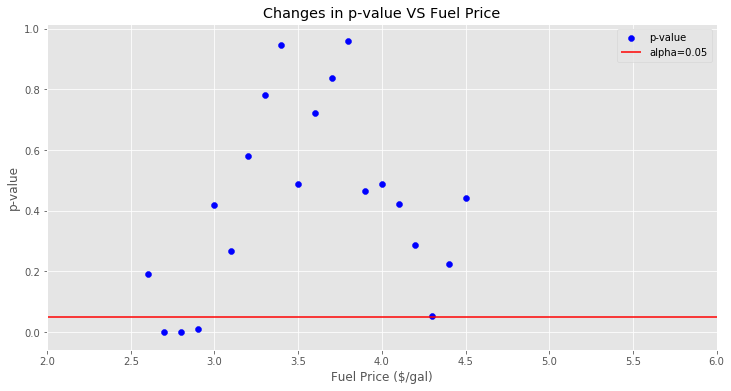 Changes in p-value VS Fuel Price
p-value
alpha=0.05
1.0
0.8
0.6
0.4
0.2
0.0
p-value
2.0 2.5 3.0 3.5 4.0 4.5 5.0 5.5 6.0
Fuel Price ($/gal)